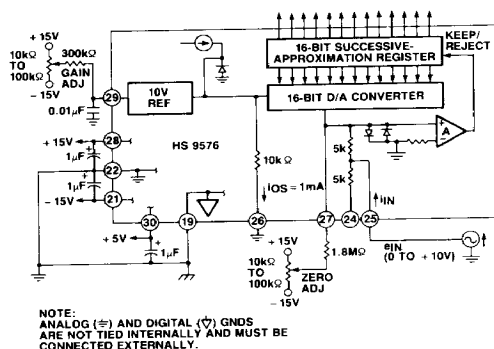 + 15V
10kΩ
TO
100kΩ
- 15V
300kΩ
GAIN
ADJ
0.01μF
29
10V
REF
16-BIT SUCCESSIVE-
APPROXIMATION REGISTER
KEEP/
REJECT
16-BIT D/A CONVERTER
A
+ 15V
1μF
28
22
1μF
- 15V
21
HS 9576
10kΩ
iOS = 1mA
5k
5k
iIN
30
19
26
27
24
25
+ 5V
1μF
+ 15V
10kΩ
TO
100kΩ
- 15V
1.8MΩ
ZERO
ADJ
eIN
(0 TO + 10V)
NOTE:
ANALOG (⏚) AND DIGITAL (▽) GNDS
ARE NOT TIED INTERNALLY AND MUST BE
CONNECTED EXTERNALLY.